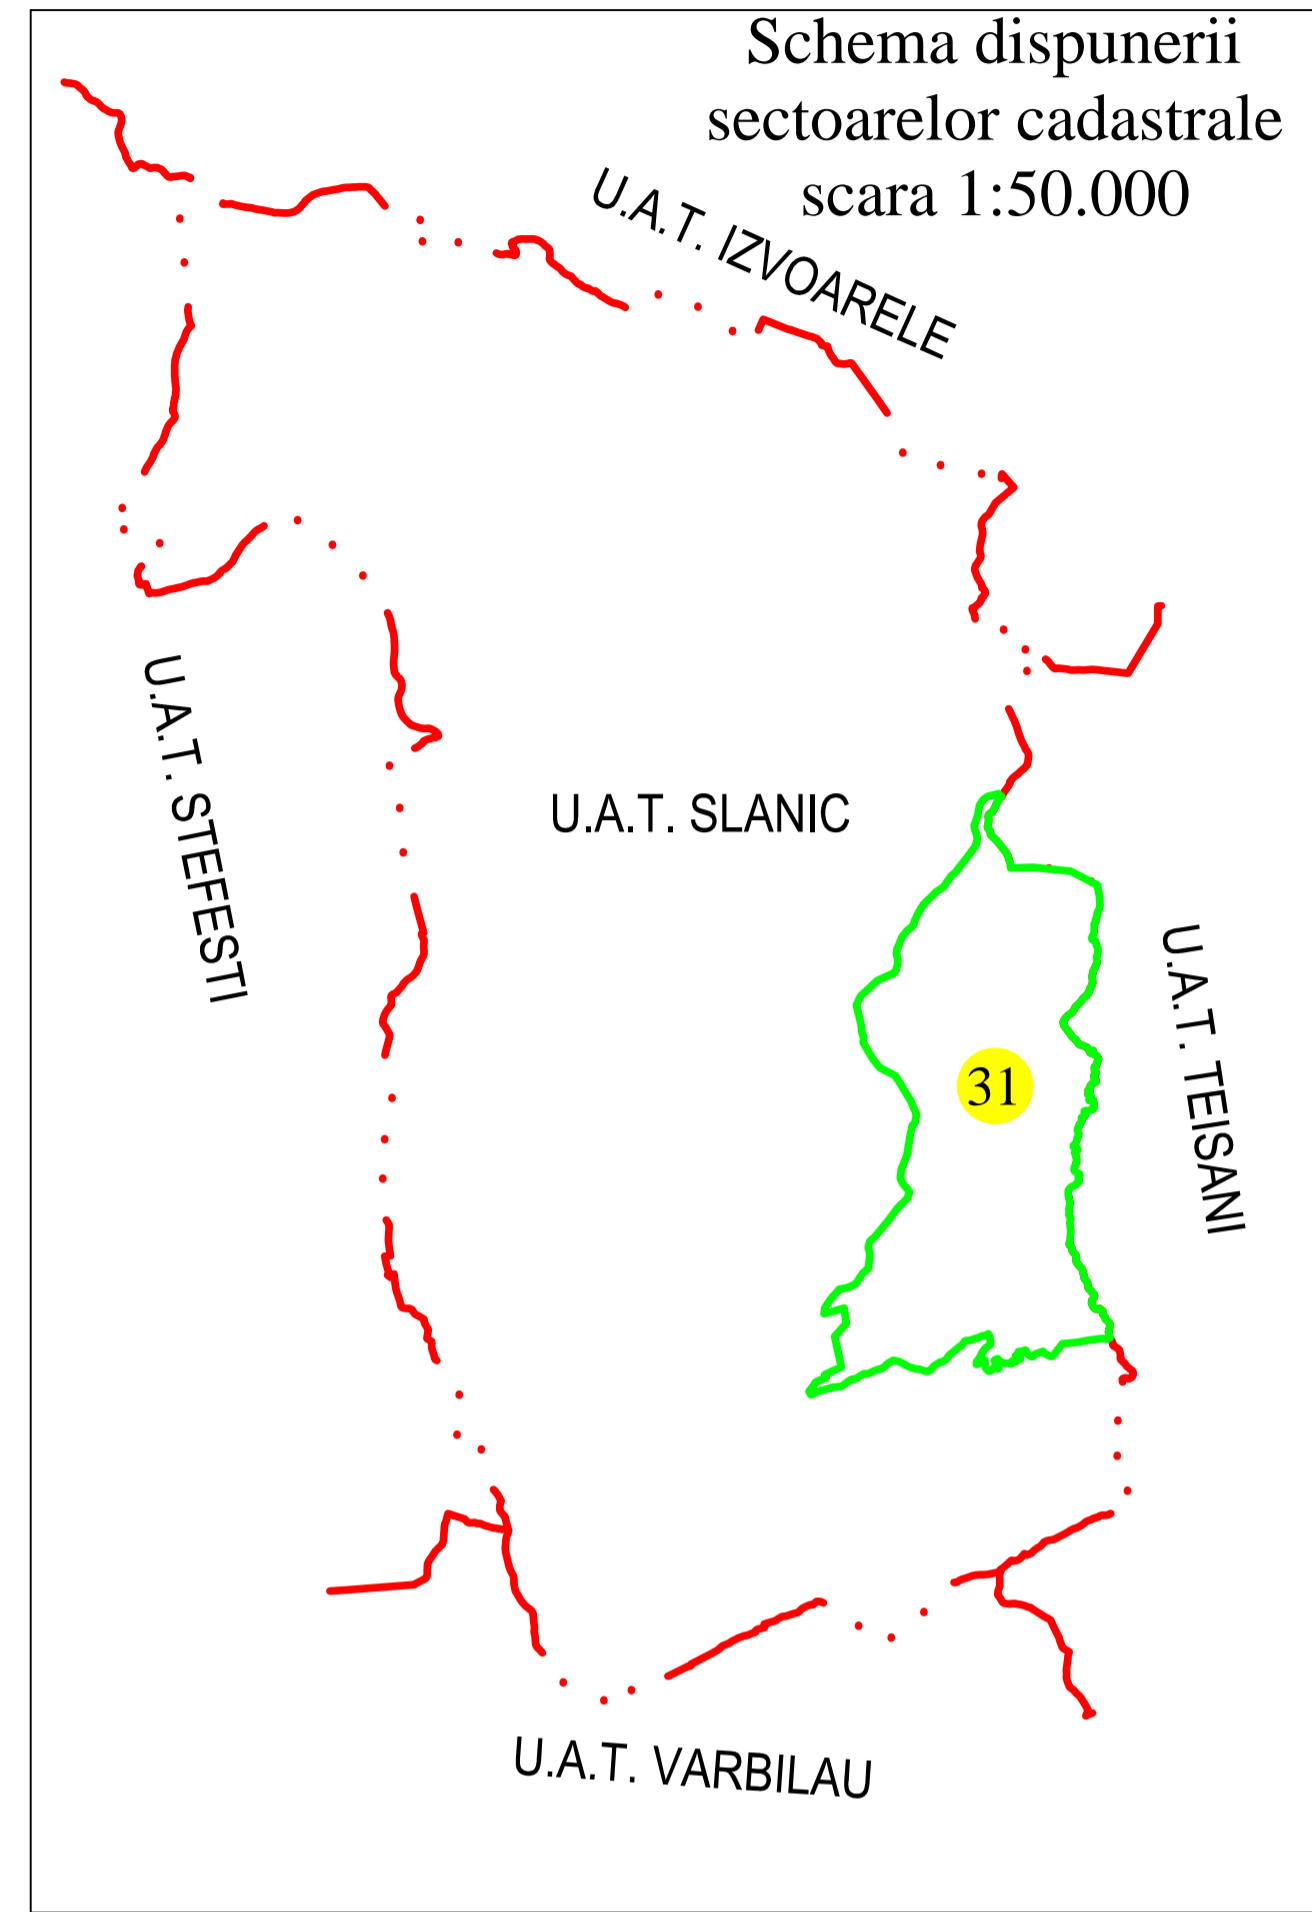 Schema dispunerii
sectoarelor cadastrale
scara 1:50.000
U.A.T. IZVOARELE
U.A.T. STEFESTI
U.A.T. SLANIC
U.A.T. TEISANI
31
U.A.T. VARBILAU